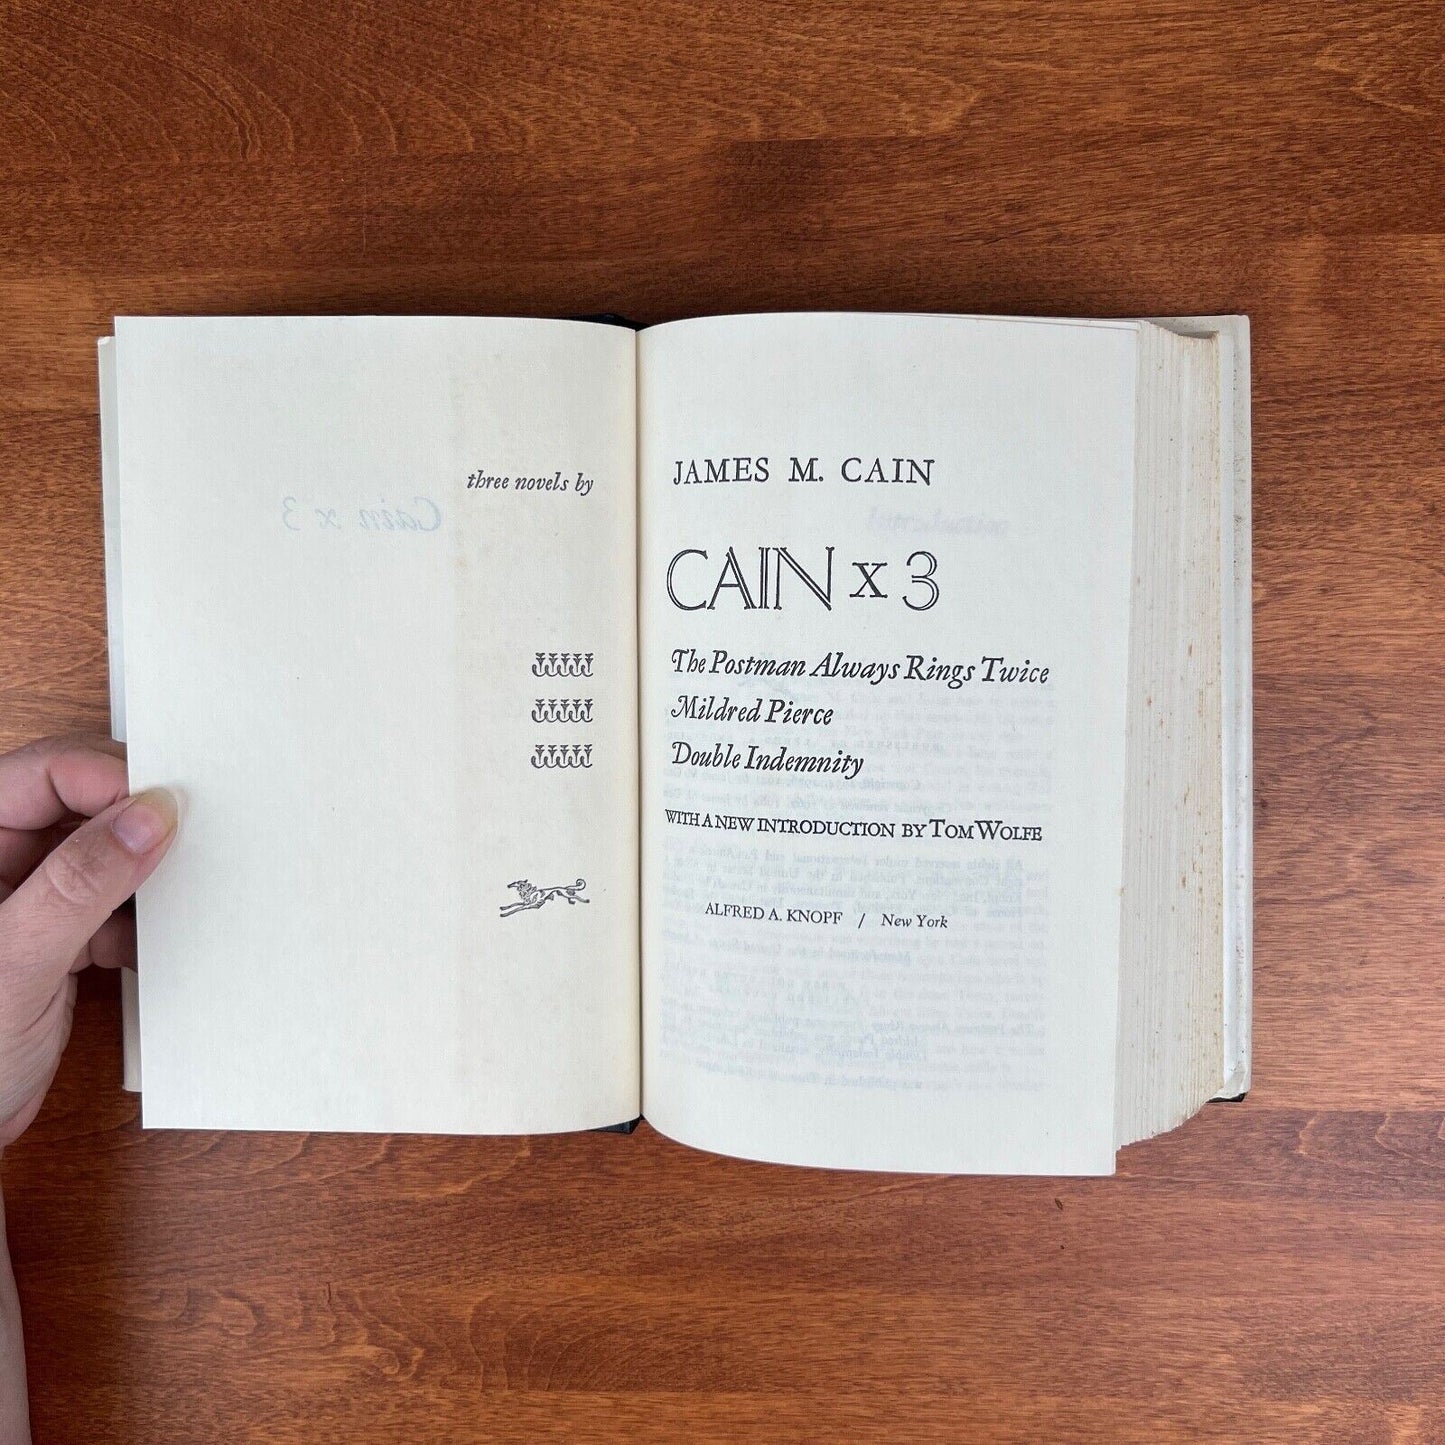 three novels by
Cain x 3
JAMES M. CAIN
Introduction
CAIN x 3
The Postman Always Rings Twice
Mildred Pierce
Double Indemnity
WITH A NEW INTRODUCTION BY TOM WOLFE
ALFRED A. KNOPF / New York